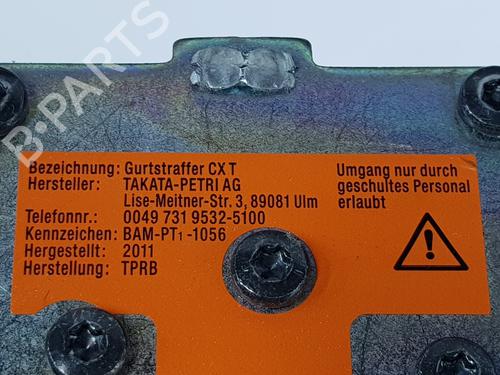 B-PARTS
Bezeichnung: Gurtstraffer CX T
Hersteller: TAKATA-PETRI AG
Lise-Meitner-Str. 3, 89081 Ulm
Telefonnr.: 0049 731 9532-5100
Kennzeichen: BAM-PT₁-1056
Hergestellt: 2011
Herstellung: TPRB
Umgang nur durch
geschultes Personal
erlaubt